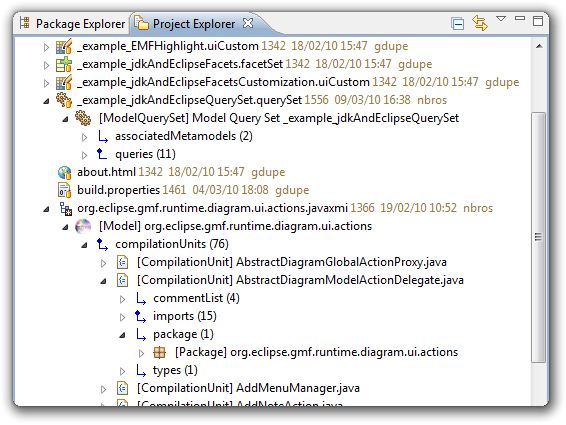 Package Explorer Project Explorer
_example_EMFHighlight.uiCustom 1342 18/02/10 15:47 gdupe
_example_jdkAndEclipseFacets.facetSet 1342 18/02/10 15:47 gdupe
_example_jdkAndEclipseFacetsCustomization.uiCustom 1342 18/02/10 15:47 gdupe
_example_jdkAndEclipseQuerySet.querySet 1556 09/03/10 16:38 nbros
[ModelQuerySet] Model Query Set _example_jdkAndEclipseQuerySet
associatedMetamodels (2)
queries (11)
about.html 1342 18/02/10 15:47 gdupe
build.properties 1461 04/03/10 18:08 gdupe
org.eclipse.gmf.runtime.diagram.ui.actions.javaxmi 1366 19/02/10 10:52 nbros
[Model] org.eclipse.gmf.runtime.diagram.ui.actions
compilationUnits (76)
[CompilationUnit] AbstractDiagramGlobalActionProxy.java
[CompilationUnit] AbstractDiagramModelActionDelegate.java
commentList (4)
imports (15)
package (1)
[Package] org.eclipse.gmf.runtime.diagram.ui.actions
types (1)
[CompilationUnit] AddMenuManager.java
[CompilationUnit] AddNoteAction.java